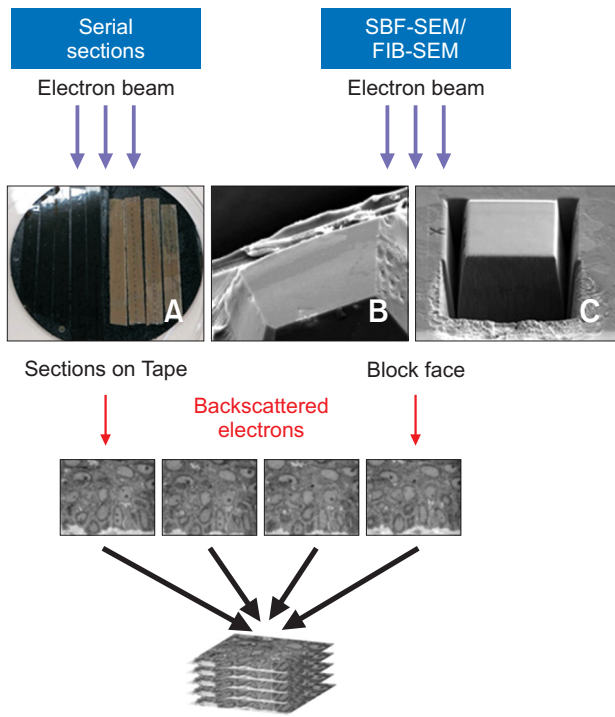 Serial
sections
SBF-SEM/
FIB-SEM
Electron beam
Electron beam
A
B
C
Sections on Tape
Block face
Backscattered
electrons